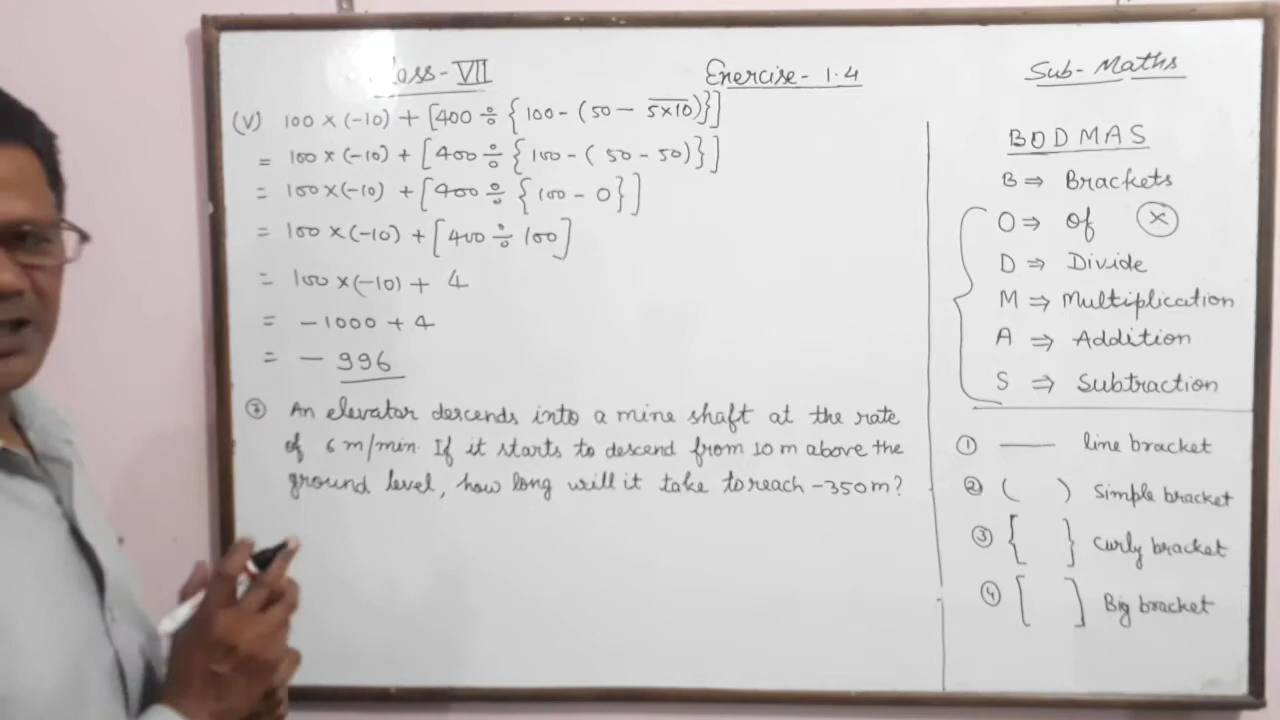 Class-VII Exercise-1.4 Sub-Maths
(V) 100 × (-10) + [400 ÷ { 100 - (50 - 5×10)}]
= 100 × (-10) + [ 400 ÷ { 100 - ( 50 - 50)}]
= 100 ×(-10) + [400 ÷ { 100 - 0}]
= 100 ×(-10) + [400 ÷ 100]
= 100 ×(-10) + 4
= -1000 + 4
= - 996
⑦ An elevator descends into a mine shaft at the rate
of 6 m/min. If it starts to descend from 10 m above the
ground level, how long will it take to reach -350m?
BODMAS
B ⇒ Brackets
O ⇒ of ⓧ
D ⇒ Divide
M ⇒ Multiplication
A ⇒ Addition
S ⇒ Subtraction
① — line bracket
② ( ) Simple bracket
③ { } Curly bracket
④ [ ] Big bracket